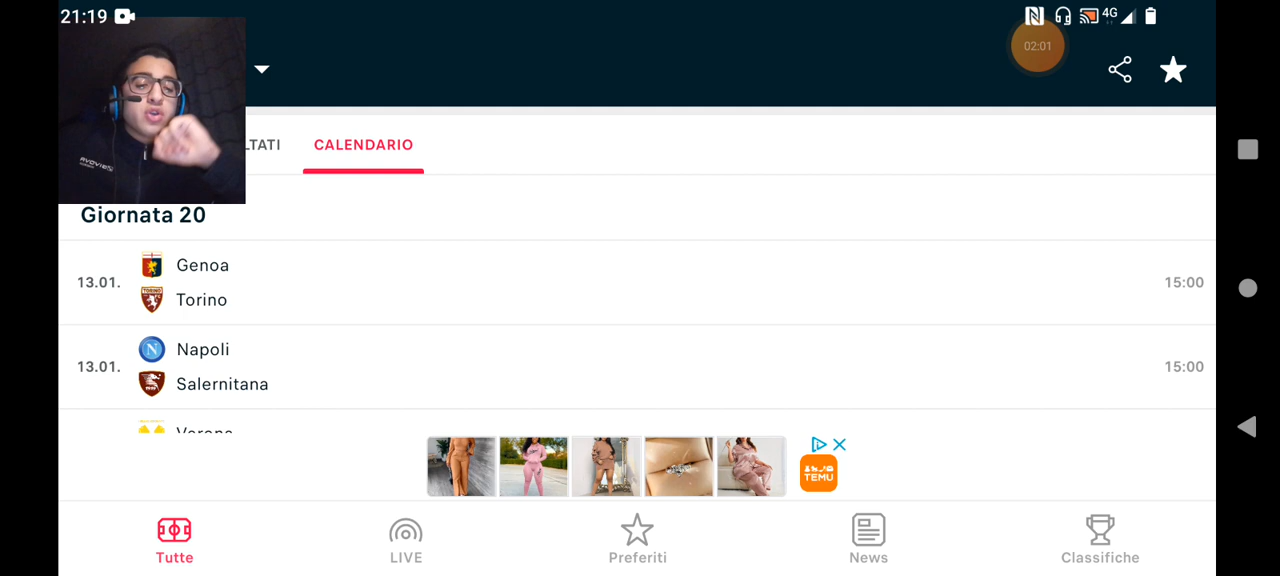 21:19
4G
02:01
LTATI
CALENDARIO
Giornata 20
13.01.
Genoa
Torino
15:00
13.01.
Napoli
Salernitana
15:00
Verona
TEMU
Tutte
LIVE
Preferiti
News
Classifiche